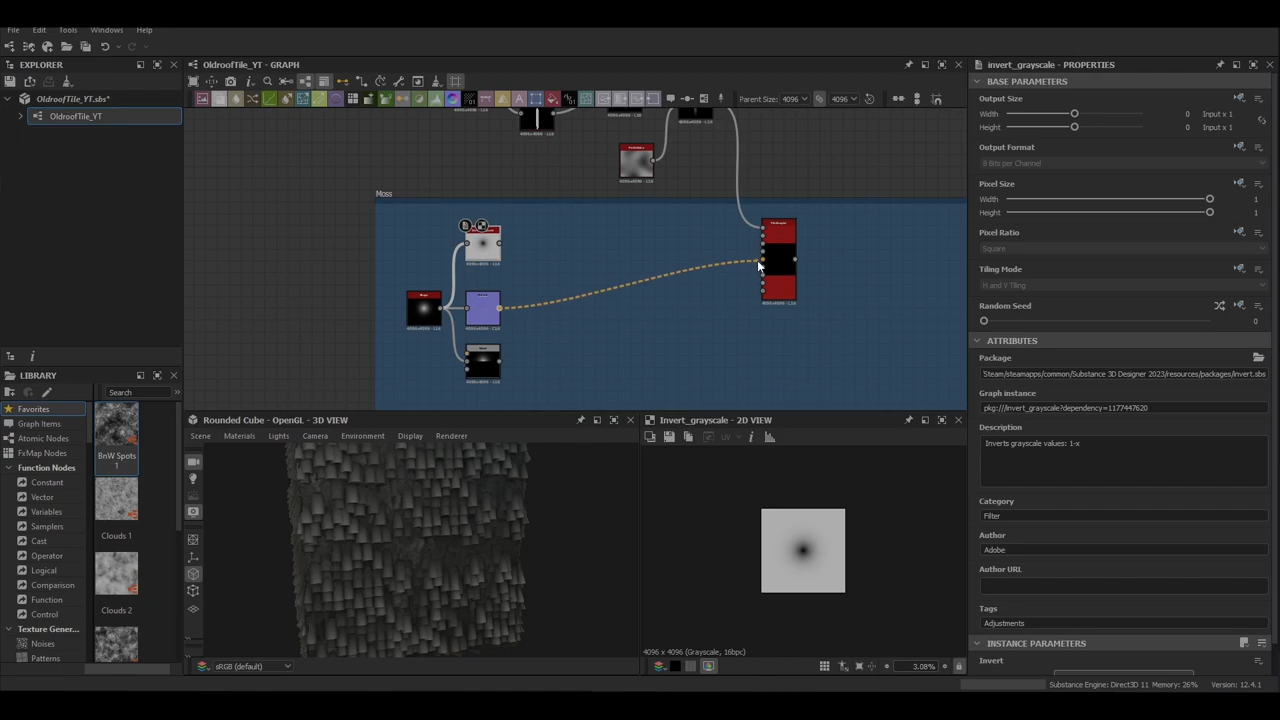 File Edit Tools Windows Help
EXPLORER
OldroofTile_YT.sbs*
OldroofTile_YT
LIBRARY
Search
Favorites
Graph Items
Atomic Nodes
FxMap Nodes
Function Nodes
Constant
Vector
Variables
Samplers
Cast
Operator
Logical
Comparison
Function
Control
Texture Gener...
Noises
Patterns
BnW Spots
1
Clouds 1
Clouds 2
OldroofTile_YT - GRAPH
Parent Size: 4096 4096
Moss
Rounded Cube - OpenGL - 3D VIEW
Scene Materials Lights Camera Environment Display Renderer
sRGB (default)
Invert_grayscale - 2D VIEW
UV
4096 x 4096 (Grayscale, 16bpc)
3.08%
invert_grayscale - PROPERTIES
BASE PARAMETERS
Output Size
Width 0 Input x 1
Height 0 Input x 1
Output Format
8 Bits per Channel
Pixel Size
Width 1
Height 1
Pixel Ratio
Square
Tiling Mode
H and V Tiling
Random Seed
0
ATTRIBUTES
Package
Steam/steamapps/common/Substance 3D Designer 2023/resources/packages/invert.sbs
Graph instance
pkg:///Invert_grayscale?dependency=1177447620
Description
Inverts grayscale values: 1-x
Category
Filter
Author
Adobe
Author URL
Tags
Adjustments
INSTANCE PARAMETERS
Invert
Substance Engine: Direct3D 11 Memory: 26% Version: 12.4.1